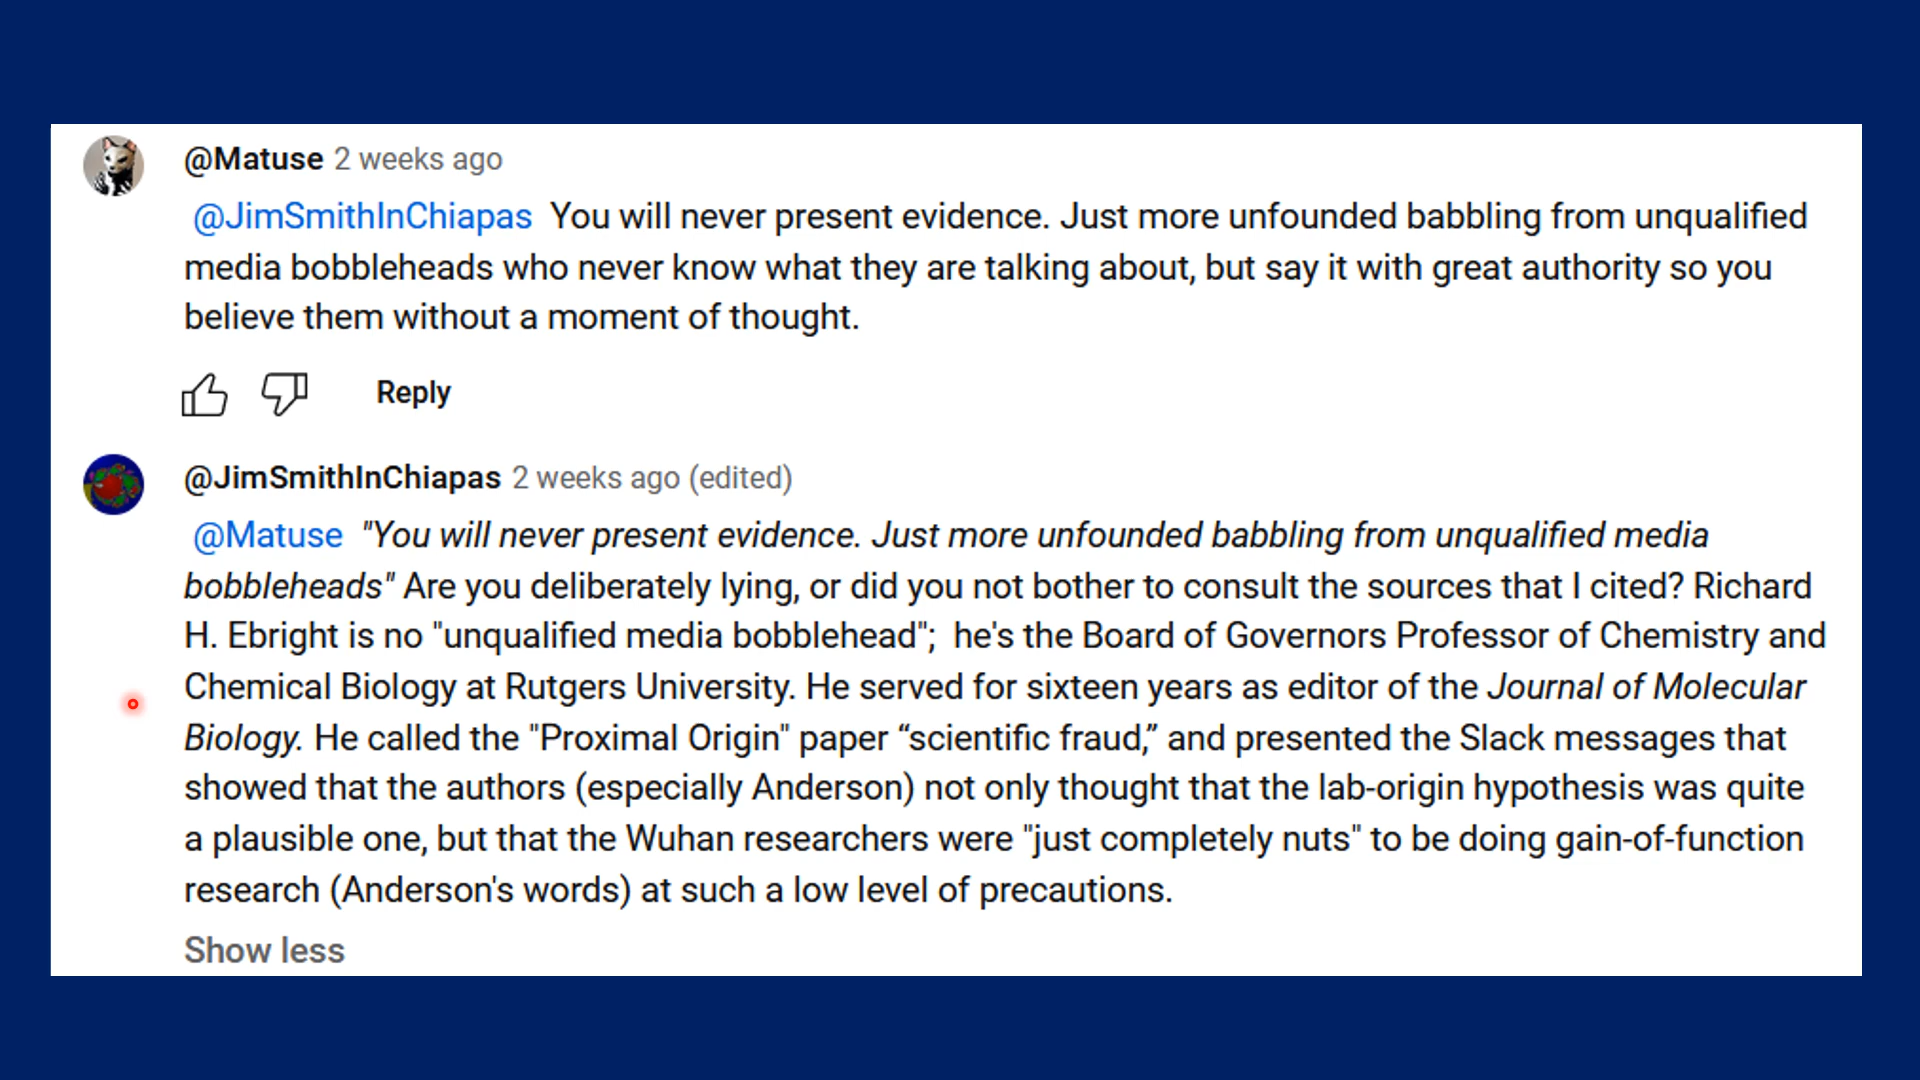 @Matuse 2 weeks ago
@JimSmithInChiapas You will never present evidence. Just more unfounded babbling from unqualified
media bobbleheads who never know what they are talking about, but say it with great authority so you
believe them without a moment of thought.
Reply
@JimSmithInChiapas 2 weeks ago (edited)
@Matuse "You will never present evidence. Just more unfounded babbling from unqualified media
bobbleheads" Are you deliberately lying, or did you not bother to consult the sources that I cited? Richard
H. Ebright is no "unqualified media bobblehead"; he's the Board of Governors Professor of Chemistry and
Chemical Biology at Rutgers University. He served for sixteen years as editor of the Journal of Molecular
Biology. He called the "Proximal Origin" paper “scientific fraud,” and presented the Slack messages that
showed that the authors (especially Anderson) not only thought that the lab-origin hypothesis was quite
a plausible one, but that the Wuhan researchers were "just completely nuts" to be doing gain-of-function
research (Anderson's words) at such a low level of precautions.
Show less